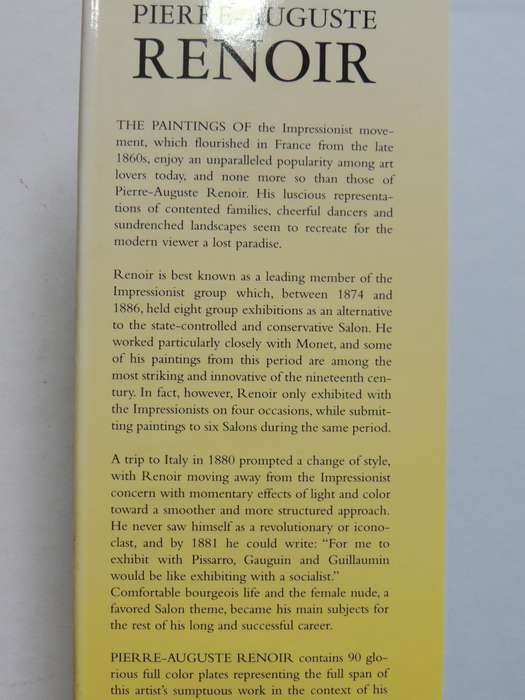 PIERRE-AUGUSTE
RENOIR
THE PAINTINGS OF the Impressionist move-
ment, which flourished in France from the late
1860s, enjoy an unparalleled popularity among art
lovers today, and none more so than those of
Pierre-Auguste Renoir. His luscious representa-
tions of contented families, cheerful dancers and
sundrenched landscapes seem to recreate for the
modern viewer a lost paradise.
Renoir is best known as a leading member of the
Impressionist group which, between 1874 and
1886, held eight group exhibitions as an alternative
to the state-controlled and conservative Salon. He
worked particularly closely with Monet, and some
of his paintings from this period are among the
most striking and innovative of the nineteenth cen-
tury. In fact, however, Renoir only exhibited with
the Impressionists on four occasions, while submit-
ting paintings to six Salons during the same period.
A trip to Italy in 1880 prompted a change of style,
with Renoir moving away from the Impressionist
concern with momentary effects of light and color
toward a smoother and more structured approach.
He never saw himself as a revolutionary or icono-
clast, and by 1881 he could write: “For me to
exhibit with Pissarro, Gauguin and Guillaumin
would be like exhibiting with a socialist.”
Comfortable bourgeois life and the female nude, a
favored Salon theme, became his main subjects for
the rest of his long and successful career.
PIERRE-AUGUSTE RENOIR contains 90 glo-
rious full color plates representing the full span of
this artist’s sumptuous work in the context of his